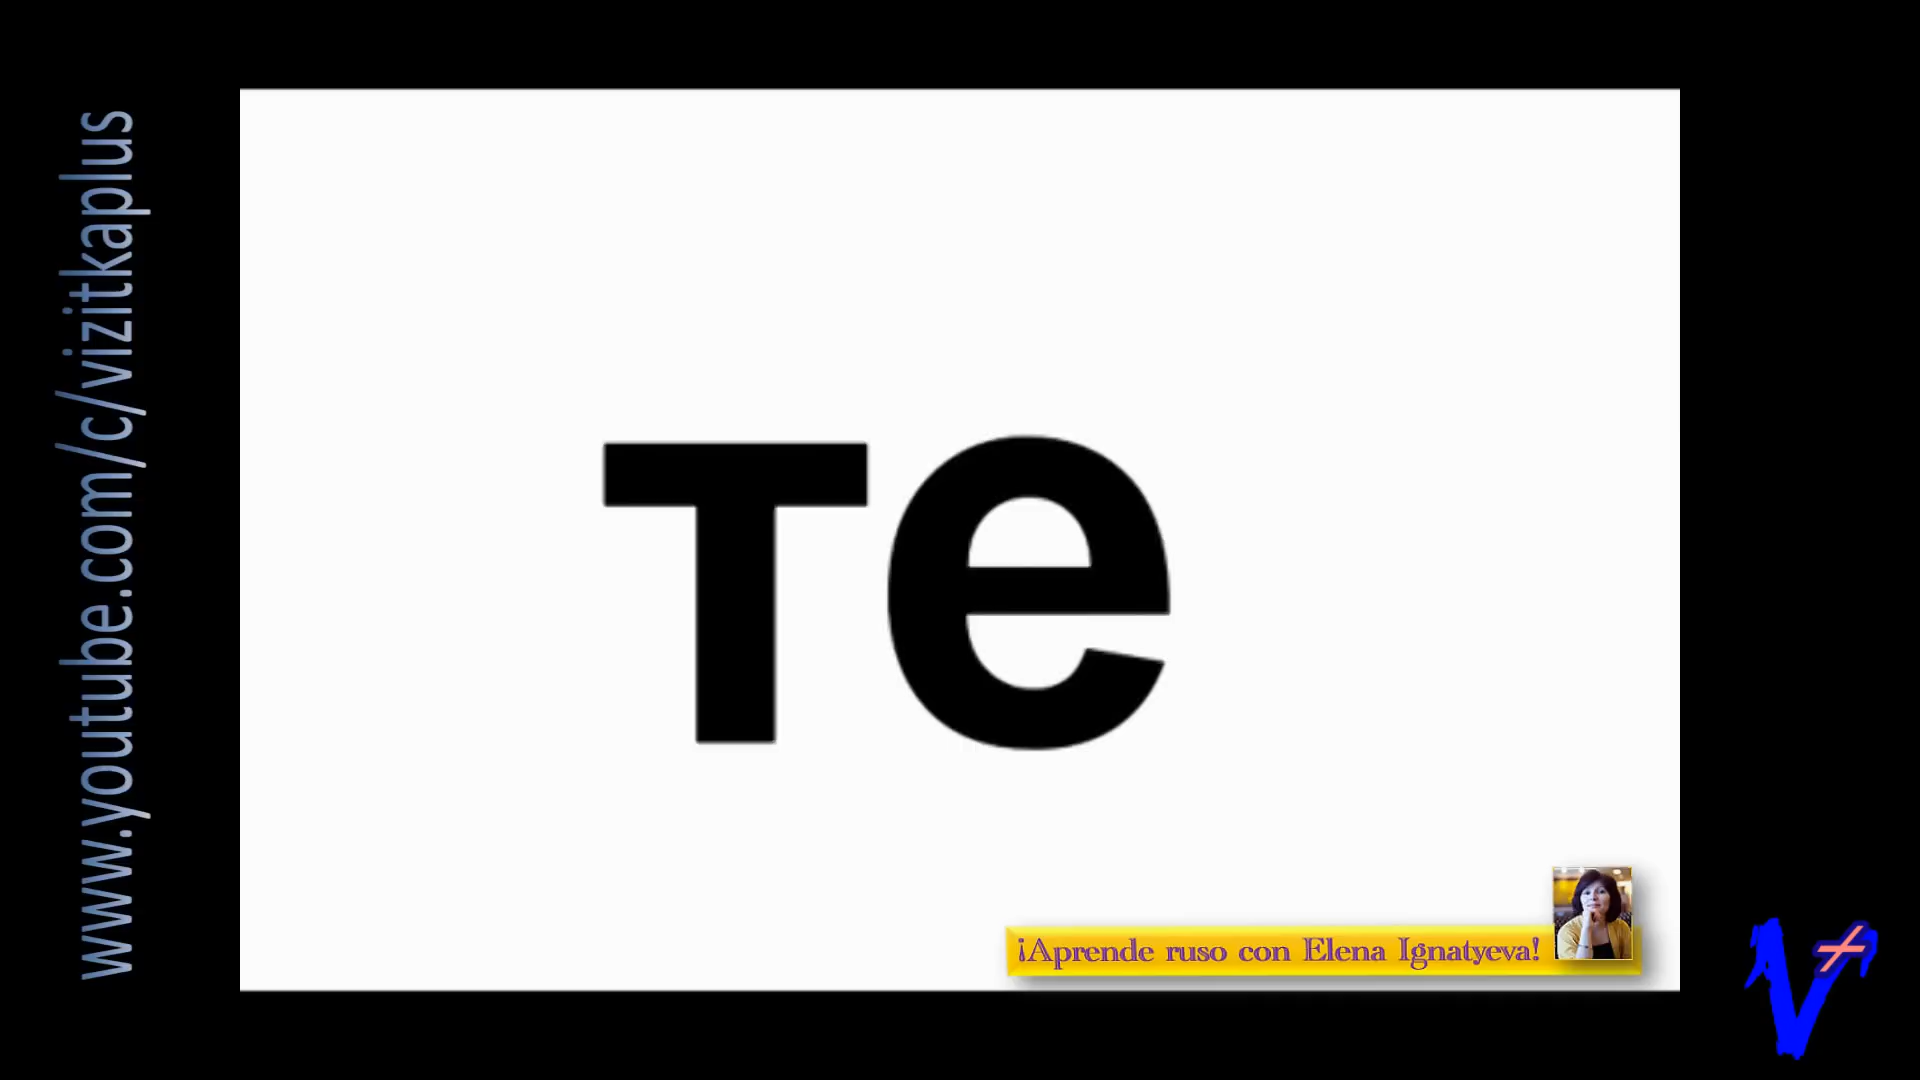 www.youtube.com/c/vizitkaplus
те
¡Aprende ruso con Elena Ignatyeva!
V+